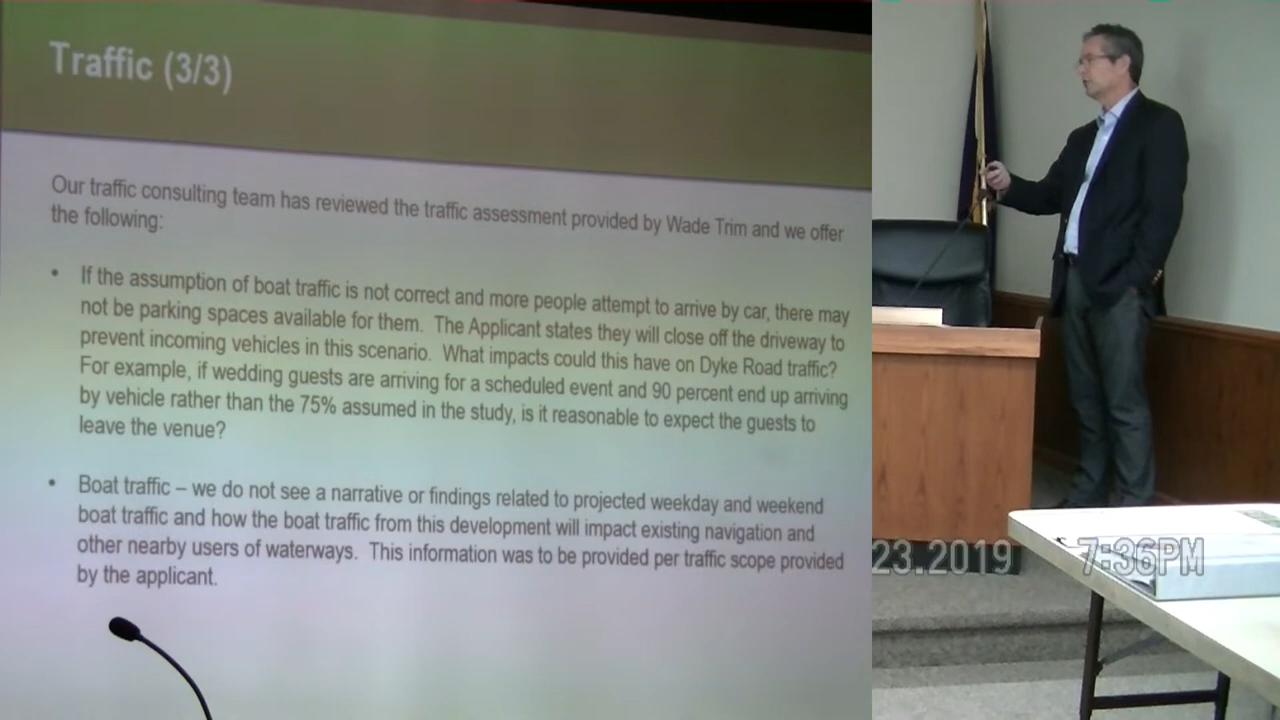 Traffic (3/3)
Our traffic consulting team has reviewed the traffic assessment provided by Wade Trim and we offer
the following:
• If the assumption of boat traffic is not correct and more people attempt to arrive by car, there may
not be parking spaces available for them. The Applicant states they will close off the driveway to
prevent incoming vehicles in this scenario. What impacts could this have on Dyke Road traffic?
For example, if wedding guests are arriving for a scheduled event and 90 percent end up arriving
by vehicle rather than the 75% assumed in the study, is it reasonable to expect the guests to
leave the venue?
• Boat traffic – we do not see a narrative or findings related to projected weekday and weekend
boat traffic and how the boat traffic from this development will impact existing navigation and
other nearby users of waterways. This information was to be provided per traffic scope provided
by the applicant.
23.2019 7:36PM